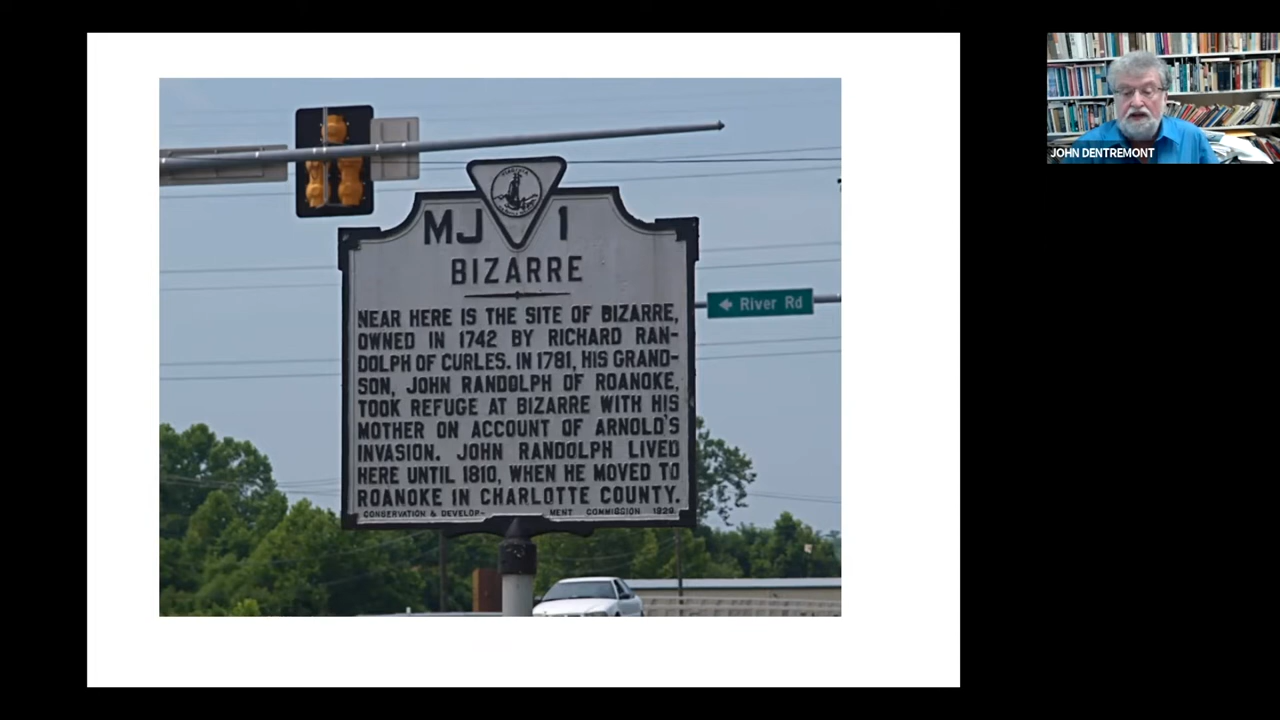 MJ 1
BIZARRE
NEAR HERE IS THE SITE OF BIZARRE,
OWNED IN 1742 BY RICHARD RAN-
DOLPH OF CURLES. IN 1781, HIS GRAND-
SON, JOHN RANDOLPH OF ROANOKE,
TOOK REFUGE AT BIZARRE WITH HIS
MOTHER ON ACCOUNT OF ARNOLD'S
INVASION. JOHN RANDOLPH LIVED
HERE UNTIL 1810, WHEN HE MOVED TO
ROANOKE IN CHARLOTTE COUNTY.
CONSERVATION & DEVELOP- MENT COMMISSION 1929
River Rd
JOHN DENTREMONT